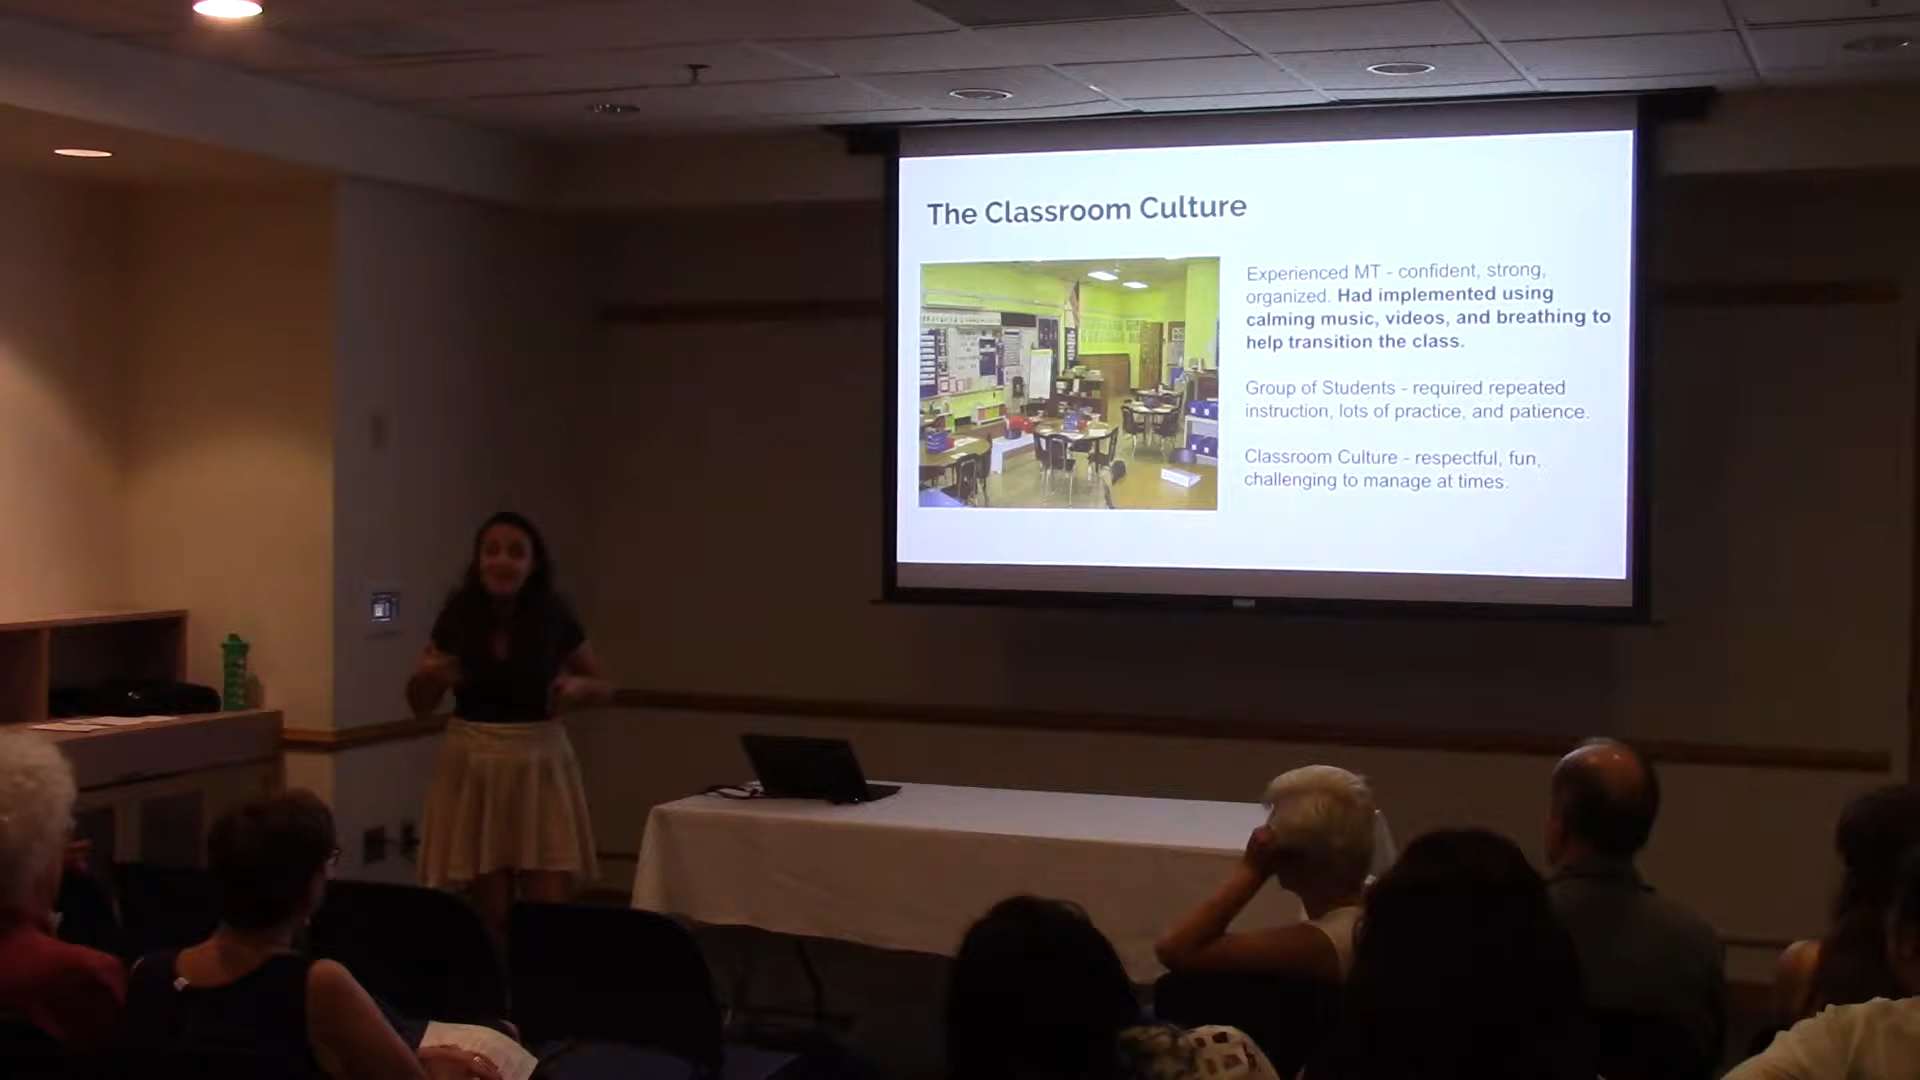 The Classroom Culture
Experienced MT - confident, strong,
organized. Had implemented using
calming music, videos, and breathing to
help transition the class.
Group of Students - required repeated
instruction, lots of practice, and patience.
Classroom Culture - respectful, fun,
challenging to manage at times.